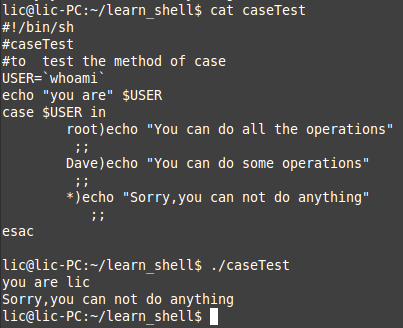 lic@lic-PC:~/learn_shell$ cat caseTest
#!/bin/sh
#caseTest
#to  test the method of case
USER=`whoami`
echo "you are" $USER
case $USER in
        root)echo "You can do all the operations"
         ;;
        Dave)echo "You can do some operations"
         ;;
        *)echo "Sorry,you can not do anything"
           ;;
esac

lic@lic-PC:~/learn_shell$ ./caseTest
you are lic
Sorry,you can not do anything
lic@lic-PC:~/learn_shell$